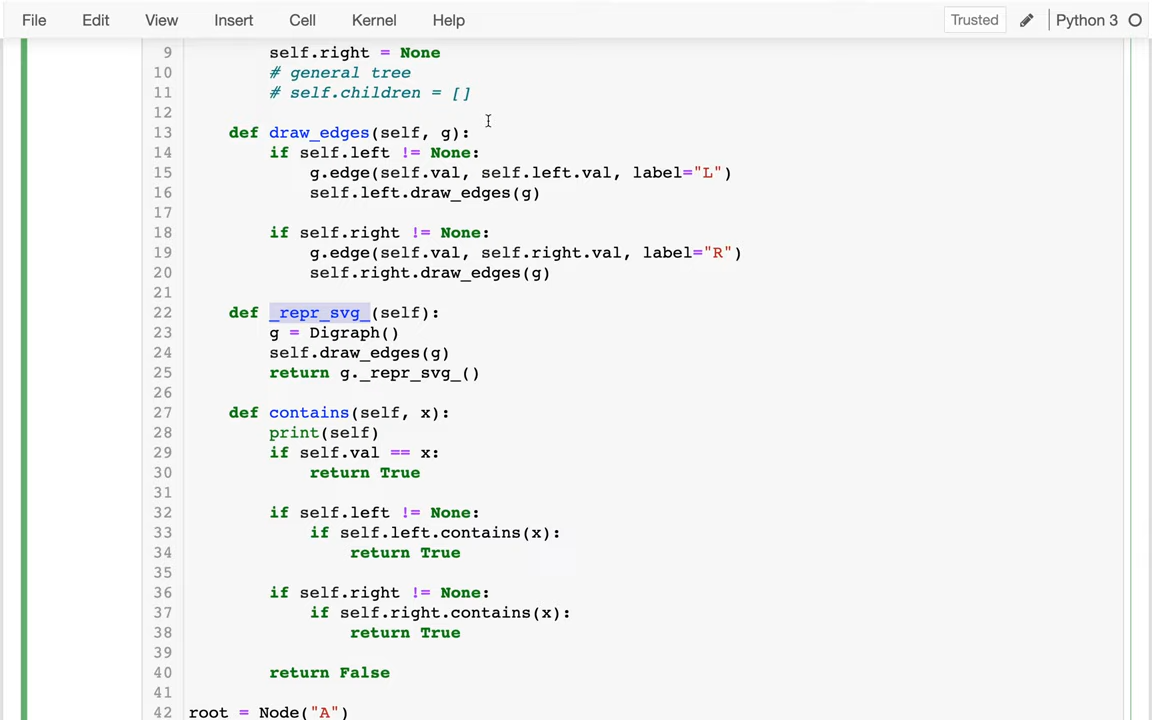 File Edit View Insert Cell Kernel Help Trusted Python 3
9 self.right = None
10 # general tree
11 # self.children = []
12
13 def draw_edges(self, g):
14 if self.left != None:
15 g.edge(self.val, self.left.val, label="L")
16 self.left.draw_edges(g)
17
18 if self.right != None:
19 g.edge(self.val, self.right.val, label="R")
20 self.right.draw_edges(g)
21
22 def _repr_svg_(self):
23 g = Digraph()
24 self.draw_edges(g)
25 return g._repr_svg_()
26
27 def contains(self, x):
28 print(self)
29 if self.val == x:
30 return True
31
32 if self.left != None:
33 if self.left.contains(x):
34 return True
35
36 if self.right != None:
37 if self.right.contains(x):
38 return True
39
40 return False
41
42 root = Node("A")